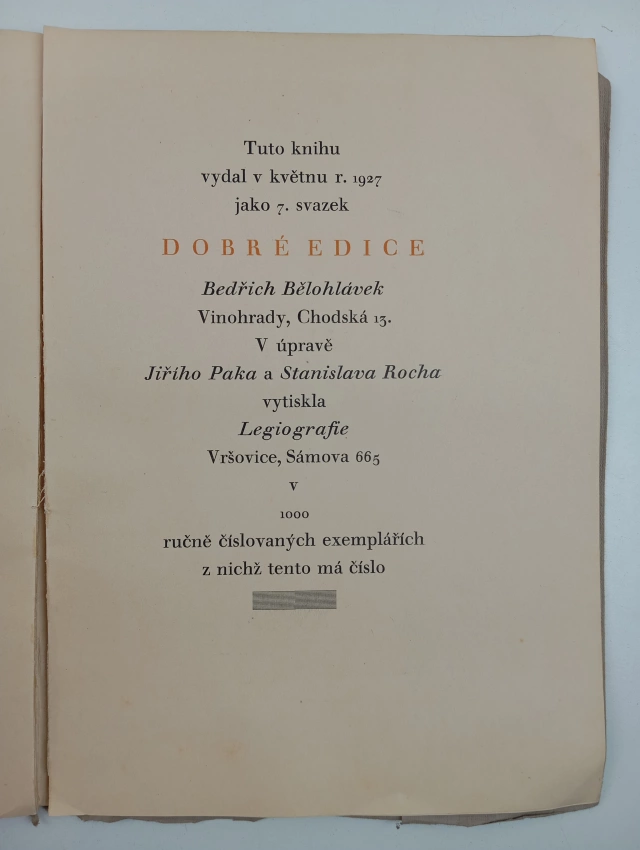 Tuto knihu
vydal v květnu r. 1927
jako 7. svazek
DOBRÉ EDICE
Bedřich Bělohlávek
Vinohrady, Chodská 13.
V úpravě
Jiřího Paka a Stanislava Rocha
vytiskla
Legiografie
Vršovice, Sámova 665
v
1000
ručně číslovaných exemplářích
z nichž tento má číslo